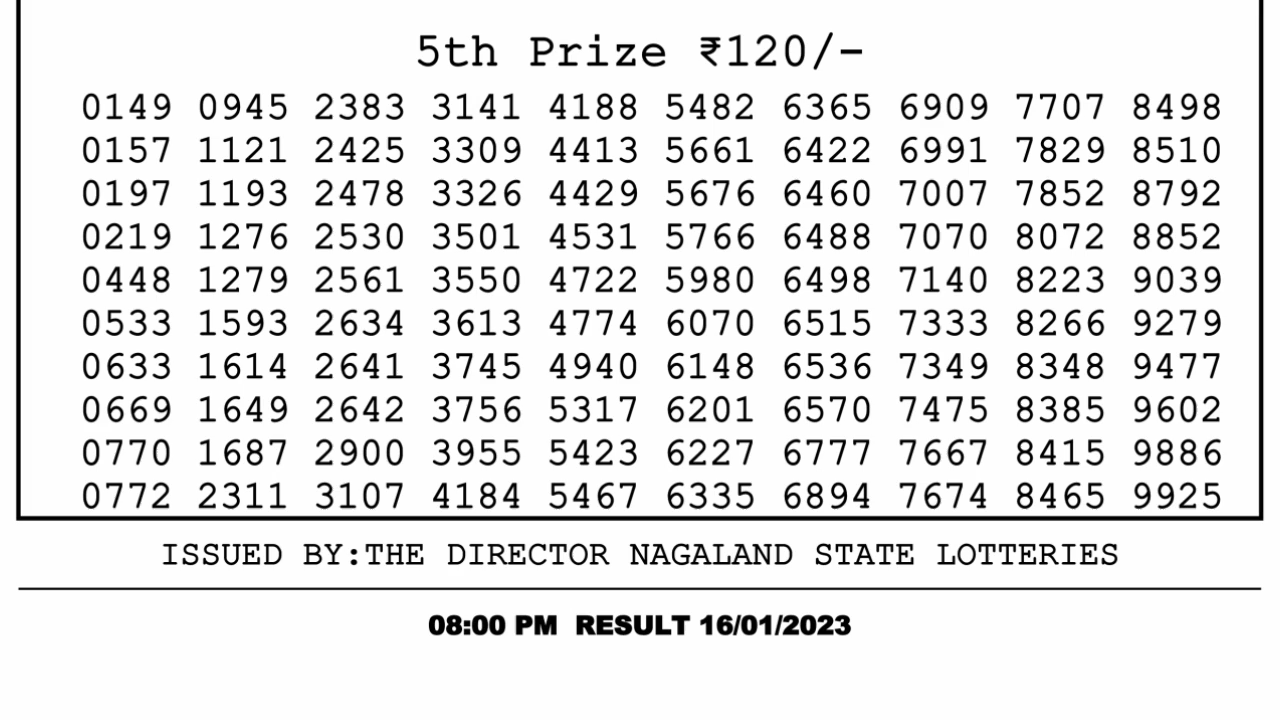 5th Prize ₹120/-
0149 0945 2383 3141 4188 5482 6365 6909 7707 8498
0157 1121 2425 3309 4413 5661 6422 6991 7829 8510
0197 1193 2478 3326 4429 5676 6460 7007 7852 8792
0219 1276 2530 3501 4531 5766 6488 7070 8072 8852
0448 1279 2561 3550 4722 5980 6498 7140 8223 9039
0533 1593 2634 3613 4774 6070 6515 7333 8266 9279
0633 1614 2641 3745 4940 6148 6536 7349 8348 9477
0669 1649 2642 3756 5317 6201 6570 7475 8385 9602
0770 1687 2900 3955 5423 6227 6777 7667 8415 9886
0772 2311 3107 4184 5467 6335 6894 7674 8465 9925
ISSUED BY:THE DIRECTOR NAGALAND STATE LOTTERIES
08:00 PM RESULT 16/01/2023